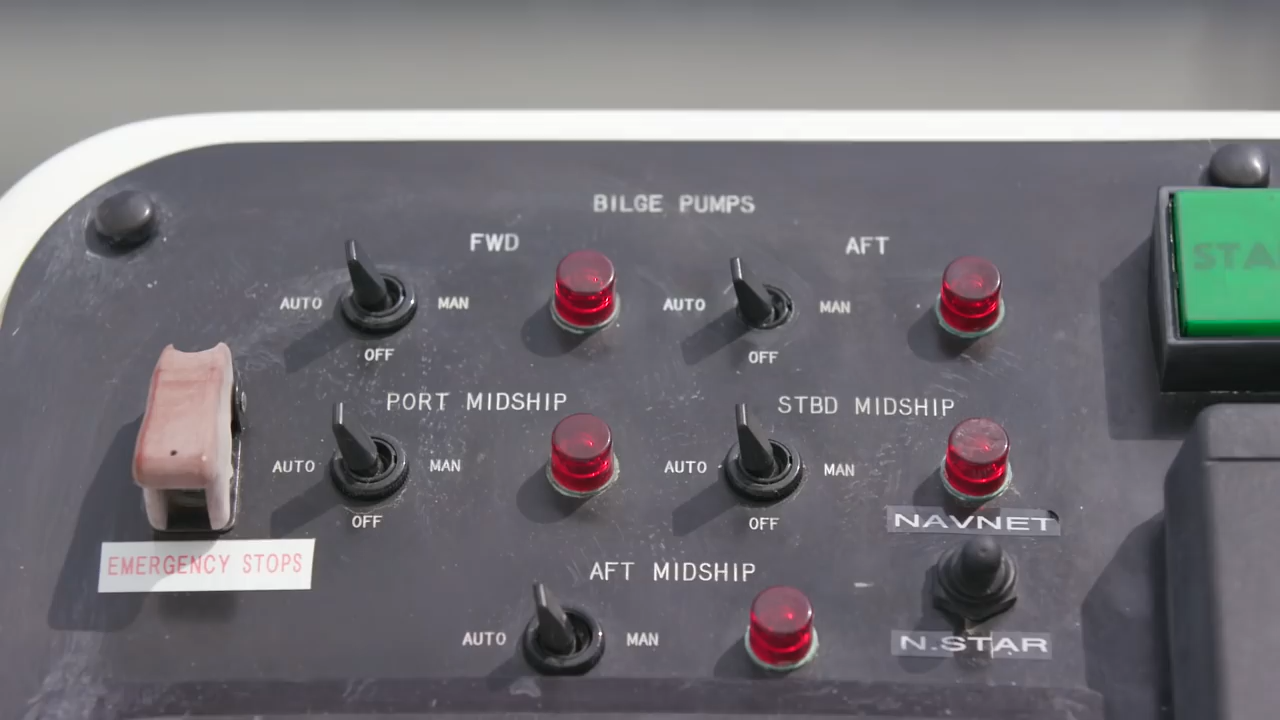 BILGE PUMPS
FWD
AFT
AUTO
MAN
OFF
AUTO
MAN
OFF
PORT MIDSHIP
STBD MIDSHIP
AUTO
MAN
OFF
AUTO
MAN
OFF
NAVNET
EMERGENCY STOPS
AFT MIDSHIP
AUTO
MAN
N.STAR
STA